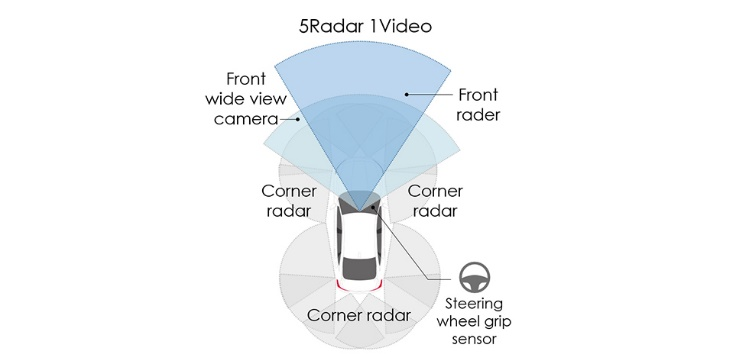 5Radar 1Video
Front
wide view
camera
Front
rader
Corner
radar
Corner
radar
Corner radar
Steering
wheel grip
sensor